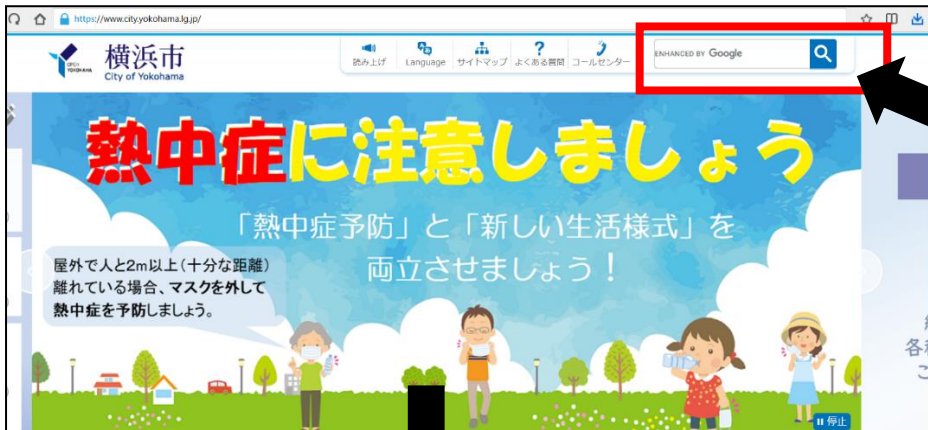 https://www.city.yokohama.lg.jp/
OPEN YOKOHAMA
横浜市
City of Yokohama
読み上げ
Language
サイトマップ
よくある質問
コールセンター
ENHANCED BY Google
熱中症に注意しましょう
「熱中症予防」と「新しい生活様式」を
両立させましょう！
屋外で人と2m以上（十分な距離）
離れている場合、マスクを外して
熱中症を予防しましょう。
各
こ
停止